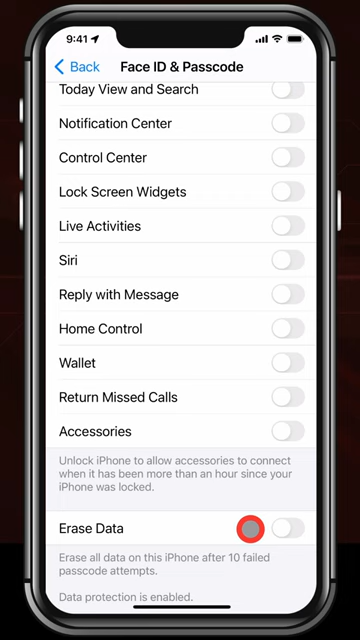 9:41
Back
Face ID & Passcode
Today View and Search
Notification Center
Control Center
Lock Screen Widgets
Live Activities
Siri
Reply with Message
Home Control
Wallet
Return Missed Calls
Accessories
Unlock iPhone to allow accessories to connect
when it has been more than an hour since your
iPhone was locked.
Erase Data
Erase all data on this iPhone after 10 failed
passcode attempts.
Data protection is enabled.